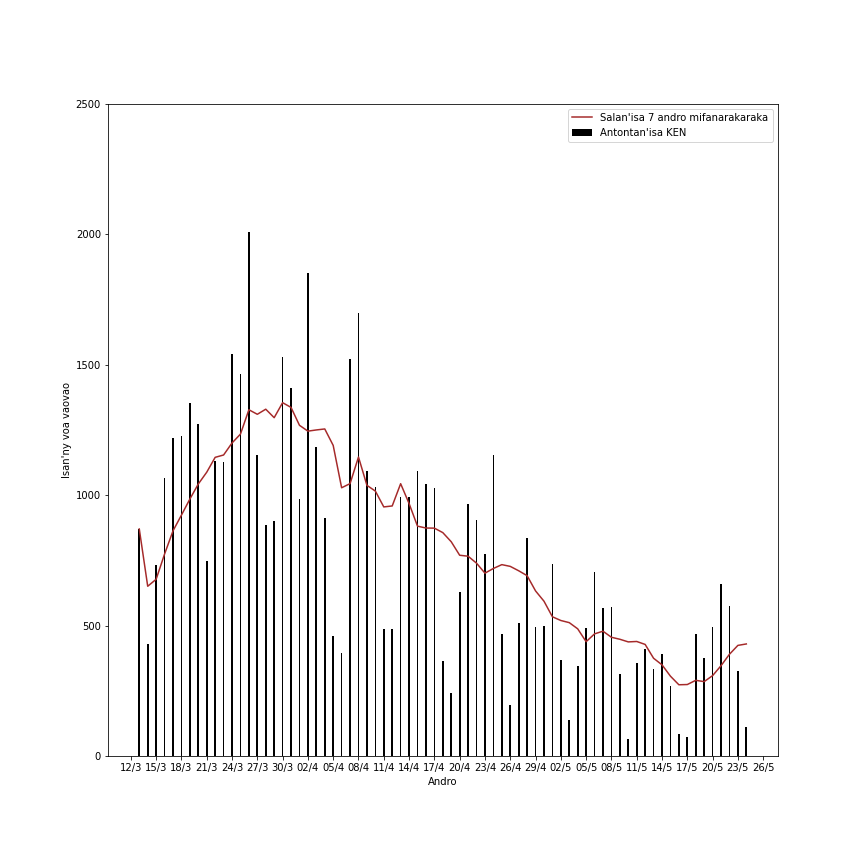 Salan'isa 7 andro mifanarakaraka
Antontan'isa KEN
2500
2000
1500
1000
500
0
Isan'ny voa vaovao
12/3 15/3 18/3 21/3 24/3 27/3 30/3 02/4 05/4 08/4 11/4 14/4 17/4 20/4 23/4 26/4 29/4 02/5 05/5 08/5 11/5 14/5 17/5 20/5 23/5 26/5
Andro